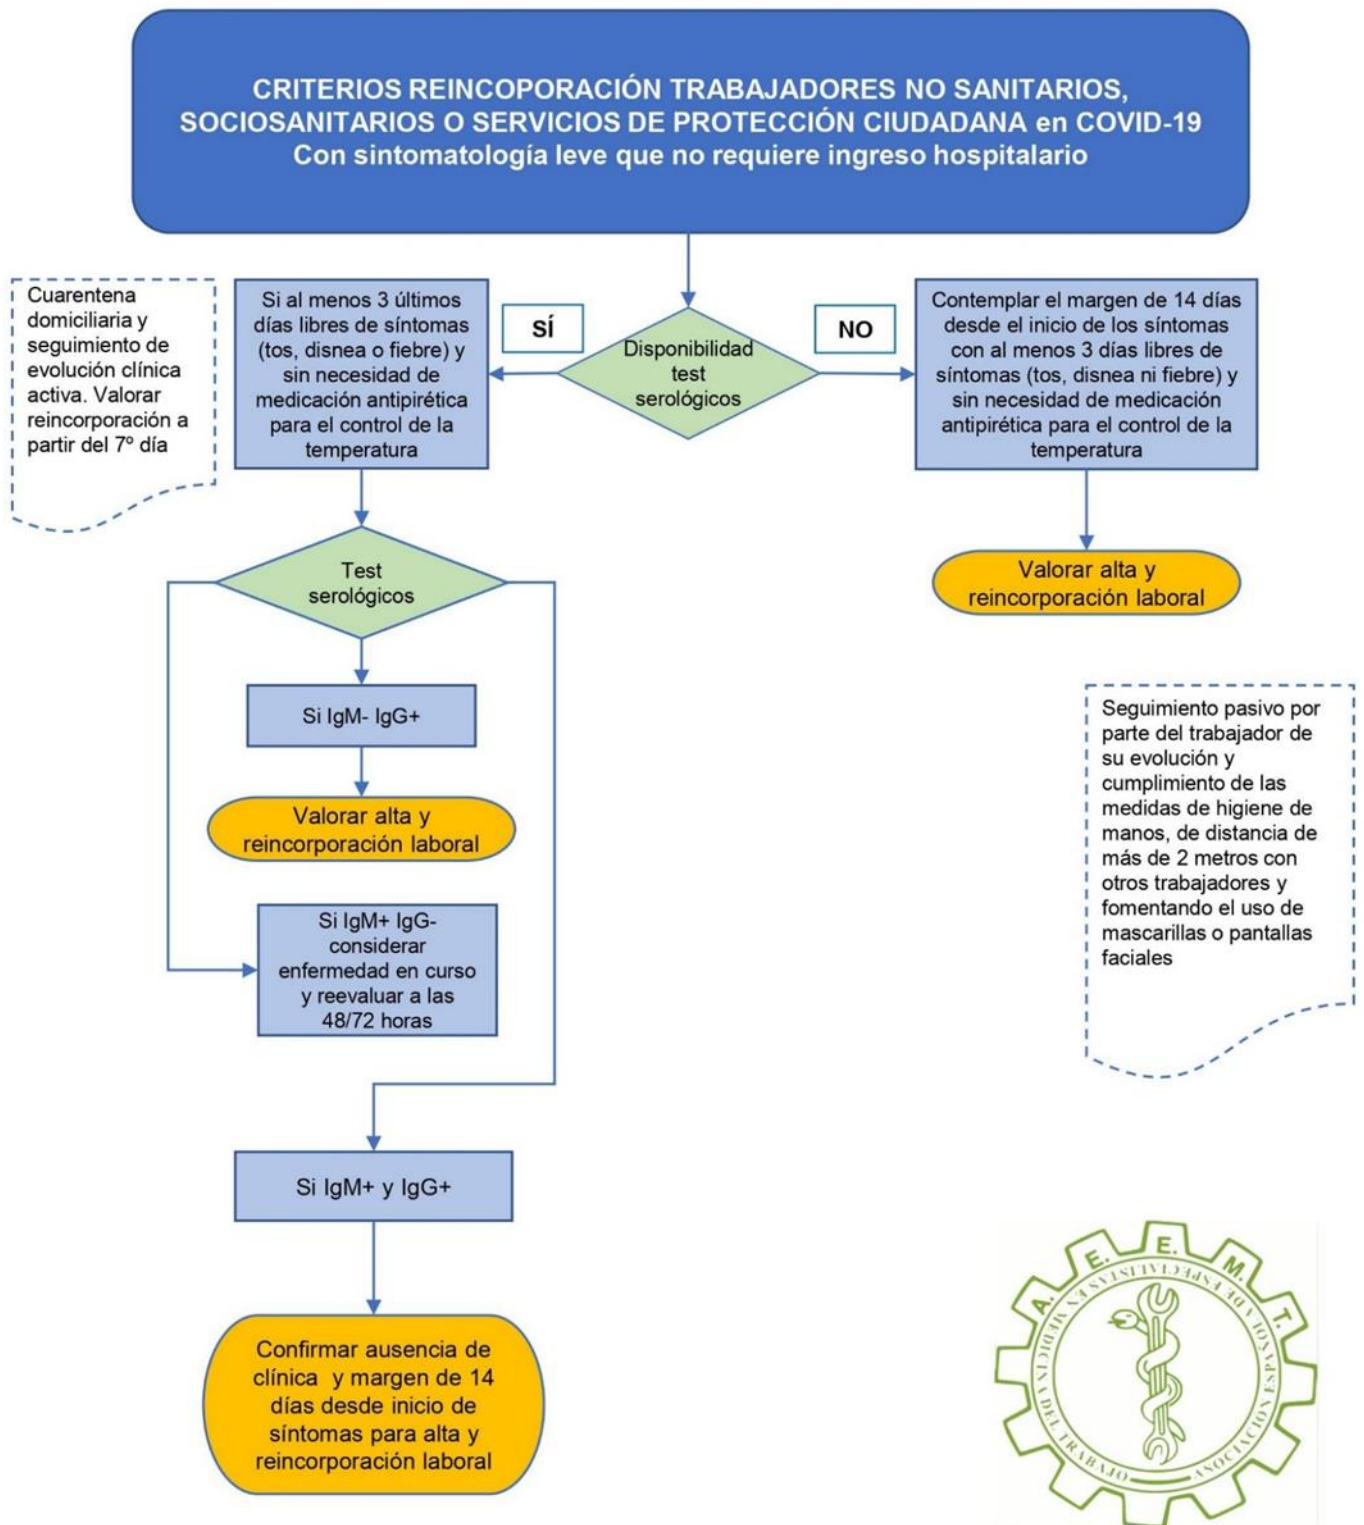 CRITERIOS REINCOPORACIÓN TRABAJADORES NO SANITARIOS,
SOCIOSANITARIOS O SERVICIOS DE PROTECCIÓN CIUDADANA en COVID-19
Con sintomatología leve que no requiere ingreso hospitalario
Cuarentena
domiciliaria y
seguimiento de
evolución clínica
activa. Valorar
reincorporación a
partir del 7º día
Si al menos 3 últimos
días libres de síntomas
(tos, disnea o fiebre) y
sin necesidad de
medicación antipirética
para el control de la
temperatura
SÍ
Disponibilidad
test
serológicos
NO
Contemplar el margen de 14 días
desde el inicio de los síntomas
con al menos 3 días libres de
síntomas (tos, disnea ni fiebre) y
sin necesidad de medicación
antipirética para el control de la
temperatura
Test
serológicos
Valorar alta y
reincorporación laboral
Si IgM- IgG+
Valorar alta y
reincorporación laboral
Si IgM+ IgG-
considerar
enfermedad en curso
y reevaluar a las
48/72 horas
Seguimiento pasivo por
parte del trabajador de
su evolución y
cumplimiento de las
medidas de higiene de
manos, de distancia de
más de 2 metros con
otros trabajadores y
fomentando el uso de
mascarillas o pantallas
faciales
Si IgM+ y IgG+
Confirmar ausencia de
clínica y margen de 14
días desde inicio de
síntomas para alta y
reincorporación laboral
A. E. E. M. T.
ASOCIACIÓN ESPAÑOLA DE ESPECIALISTAS EN MEDICINA DEL TRABAJO